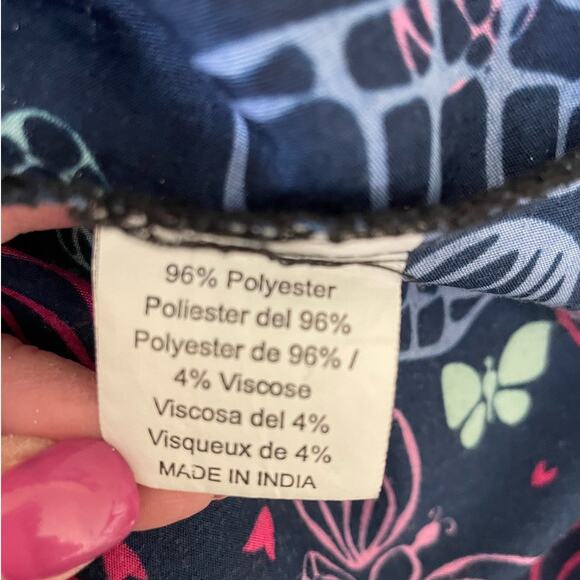 96% Polyester
Poliester del 96%
Polyester de 96% /
4% Viscose
Viscosa del 4%
Visqueux de 4%
MADE IN INDIA